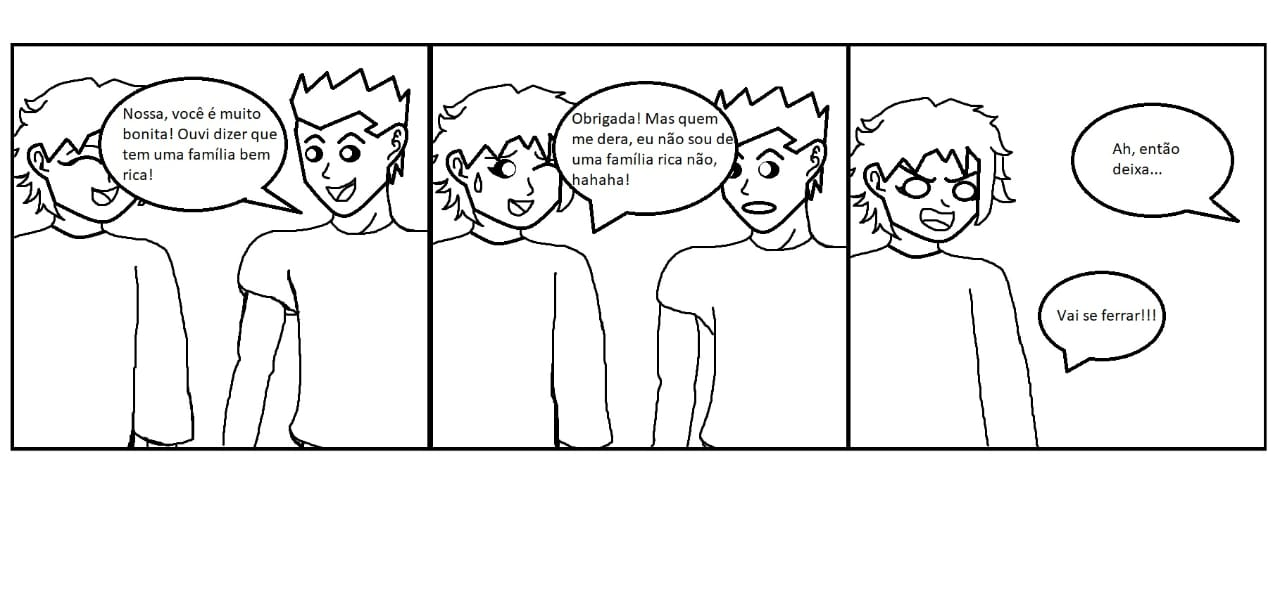 Nossa, você é muito
bonita! Ouvi dizer que
tem uma família bem
rica!
Obrigada! Mas quem
me dera, eu não sou de
uma família rica não,
hahaha!
Ah, então
deixa...
Vai se ferrar!!!